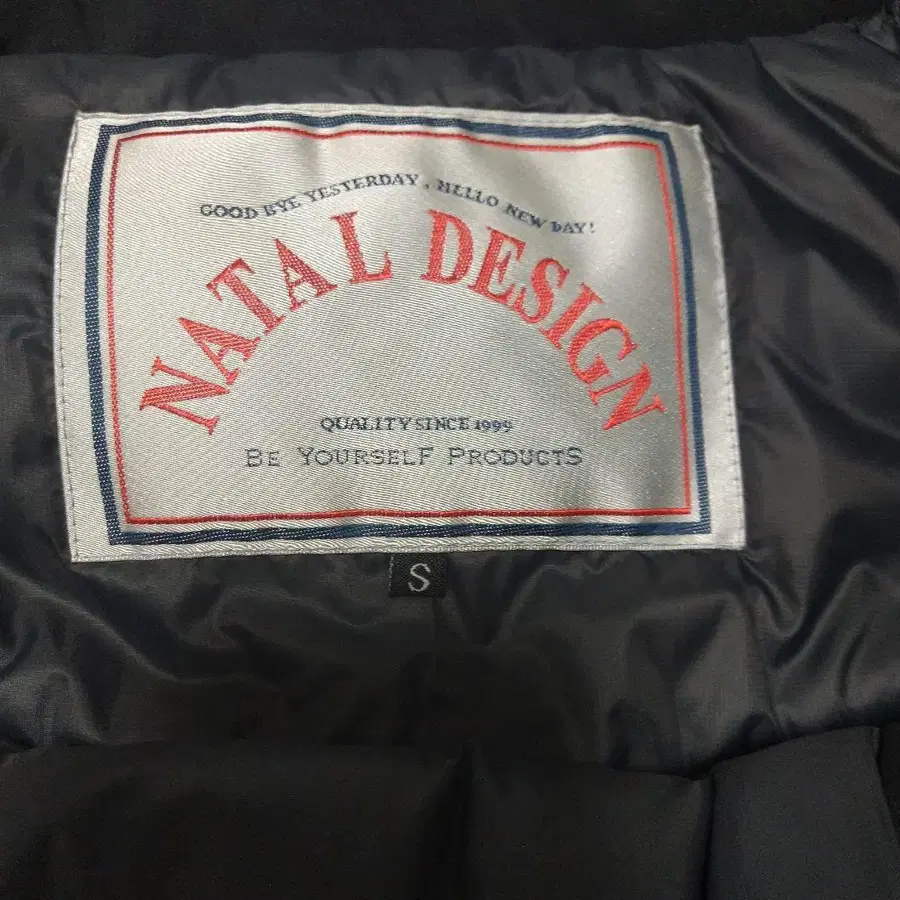 GOOD BYE YESTERDAY, HELLO NEW DAY!
NATAL DESIGN
QUALITY SINCE 1999
BE YOURSELF PRODUCTS
S